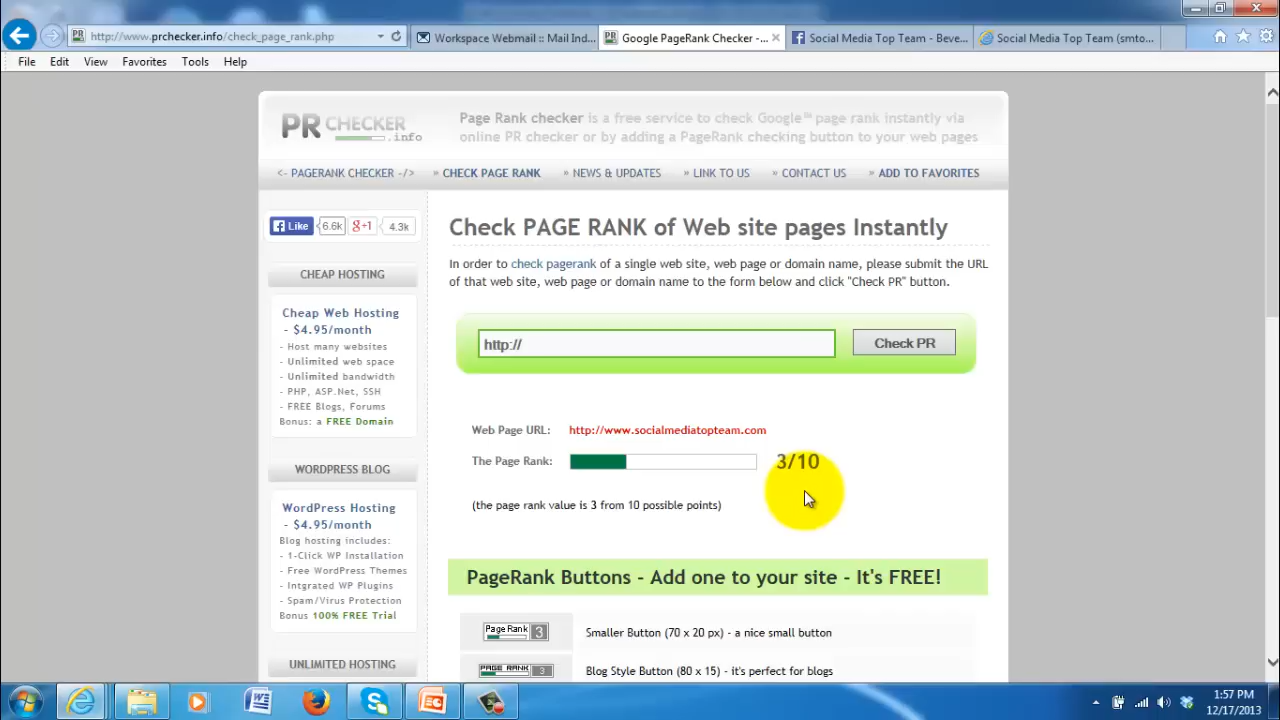 http://www.prchecker.info/check_page_rank.php
Workspace Webmail :: Mail Ind...
Google PageRank Checker -...
Social Media Top Team - Beve...
Social Media Top Team (smto...
File Edit View Favorites Tools Help
PR CHECKER .info
Page Rank checker is a free service to check Google™ page rank instantly via
online PR checker or by adding a PageRank checking button to your web pages
<- PAGERANK CHECKER -/> » CHECK PAGE RANK » NEWS & UPDATES » LINK TO US » CONTACT US » ADD TO FAVORITES
Like 6.6k g+1 4.3k
CHEAP HOSTING
Cheap Web Hosting
- $4.95/month
- Host many websites
- Unlimited web space
- Unlimited bandwidth
- PHP, ASP.Net, SSH
- FREE Blogs, Forums
Bonus: a FREE Domain
WORDPRESS BLOG
WordPress Hosting
- $4.95/month
Blog hosting includes:
- 1-Click WP Installation
- Free WordPress Themes
- Intgrated WP Plugins
- Spam/Virus Protection
Bonus 100% FREE Trial
UNLIMITED HOSTING
Check PAGE RANK of Web site pages Instantly
In order to check pagerank of a single web site, web page or domain name, please submit the URL
of that web site, web page or domain name to the form below and click "Check PR" button.
http://
Check PR
Web Page URL: http://www.socialmediatopteam.com
The Page Rank: 3/10
(the page rank value is 3 from 10 possible points)
PageRank Buttons - Add one to your site - It's FREE!
Page Rank 3 Smaller Button (70 x 20 px) - a nice small button
PAGE RANK 3 Blog Style Button (80 x 15) - it's perfect for blogs
1:57 PM
12/17/2013